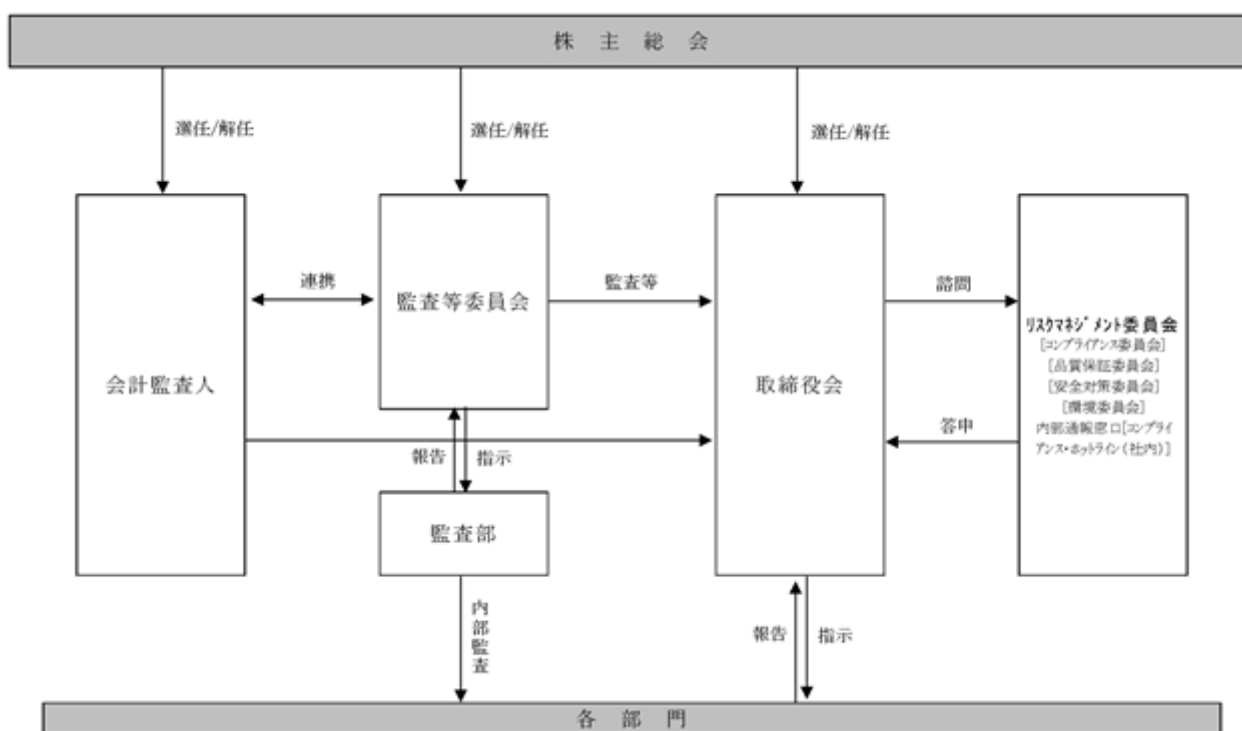 株主総会
選任/解任
選任/解任
選任/解任
連携
監査等
諮問
監査等委員会
リスクマネジメント委員会
[コンプライアンス委員会]
[品質保証委員会]
[安全対策委員会]
[環境委員会]
内部通報窓口[コンプライ
アンス・ホットライン(社内)]
会計監査人
取締役会
答申
報告
指示
監査部
内部監査
報告
指示
各部門